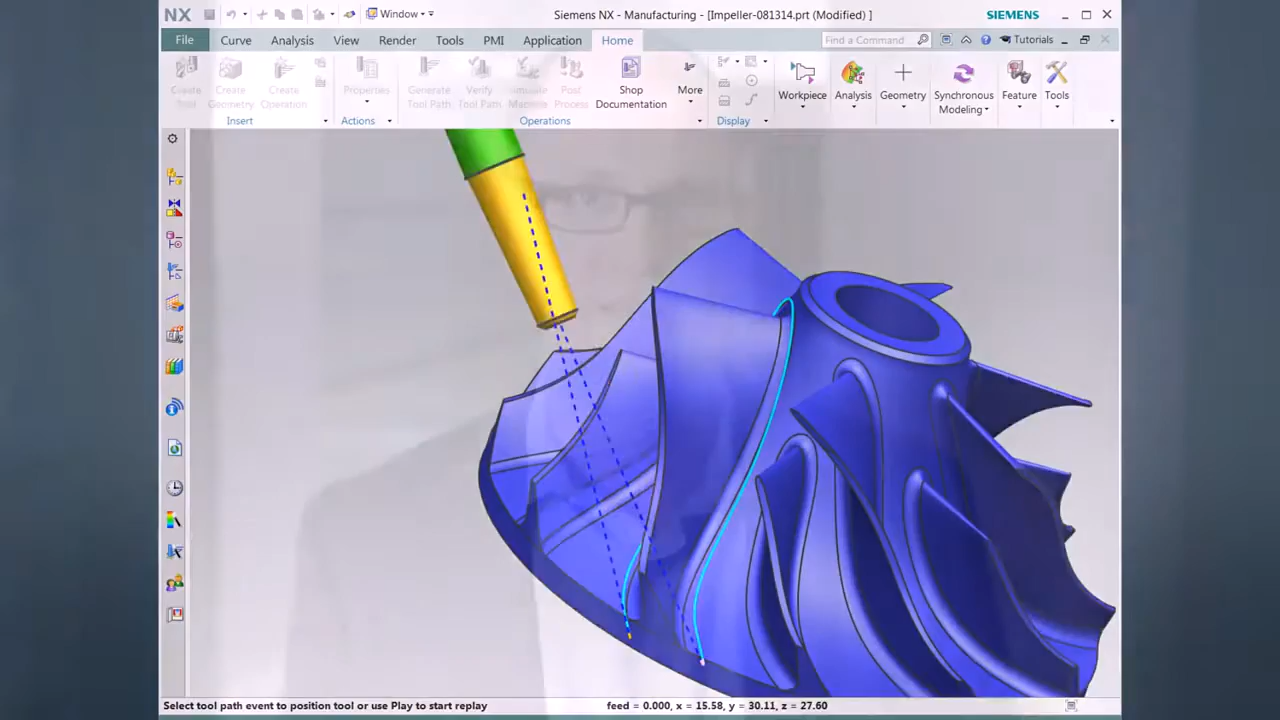 NX Window Siemens NX - Manufacturing - [Impeller-081314.prt (Modified) ] SIEMENS
File Curve Analysis View Render Tools PMI Application Home Find a Command Tutorials
Create Tool Create Geometry Create Operation Properties Generate Tool Path Verify Tool Path Simulate Machine Post Process Shop Documentation More Workpiece Analysis Geometry Synchronous Modeling Feature Tools
Insert Actions Operations Display
Select tool path event to position tool or use Play to start replay feed = 0.000, x = 15.58, y = 30.11, z = 27.60